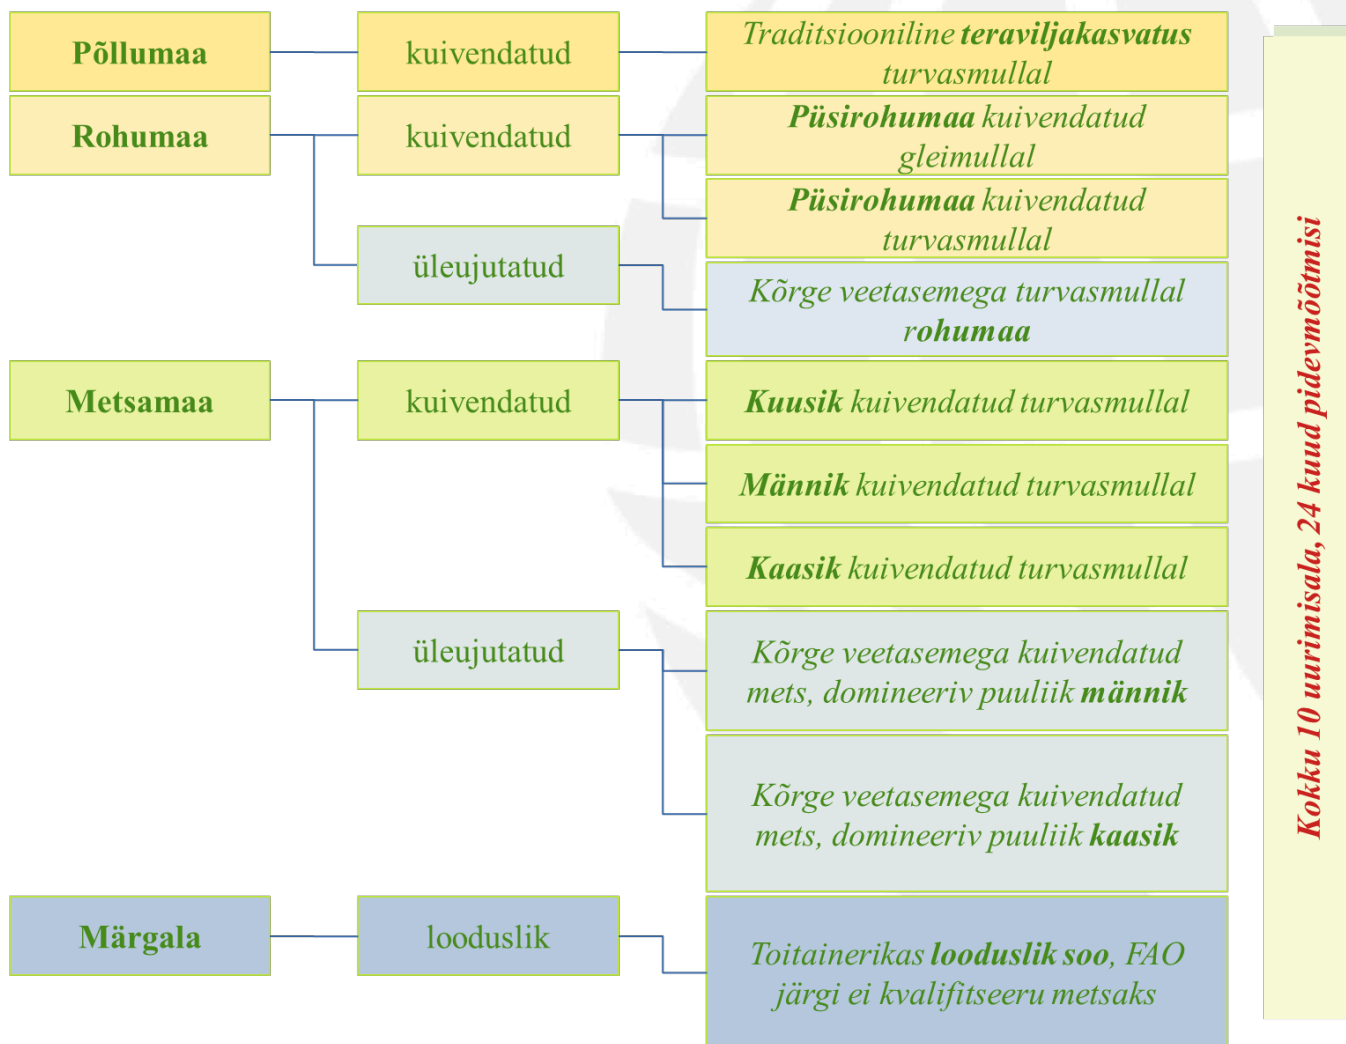 Põllumaa
kuivendatud
Traditsiooniline teraviljakasvatus
turvasmullal
Rohumaa
kuivendatud
Püsirohumaa kuivendatud
gleimullal
Püsirohumaa kuivendatud
turvasmullal
üleujutatud
Kõrge veetasemega turvasmullal
rohumaa
Metsamaa
kuivendatud
Kuusik kuivendatud turvasmullal
Männik kuivendatud turvasmullal
Kaasik kuivendatud turvasmullal
üleujutatud
Kõrge veetasemega kuivendatud
mets, domineeriv puuliik männik
Kõrge veetasemega kuivendatud
mets, domineeriv puuliik kaasik
Märgala
looduslik
Toitainerikas looduslik soo, FAO
järgi ei kvalifitseeru metsaks
Kokku 10 uurimisala, 24 kuud pidevmõõtmisi